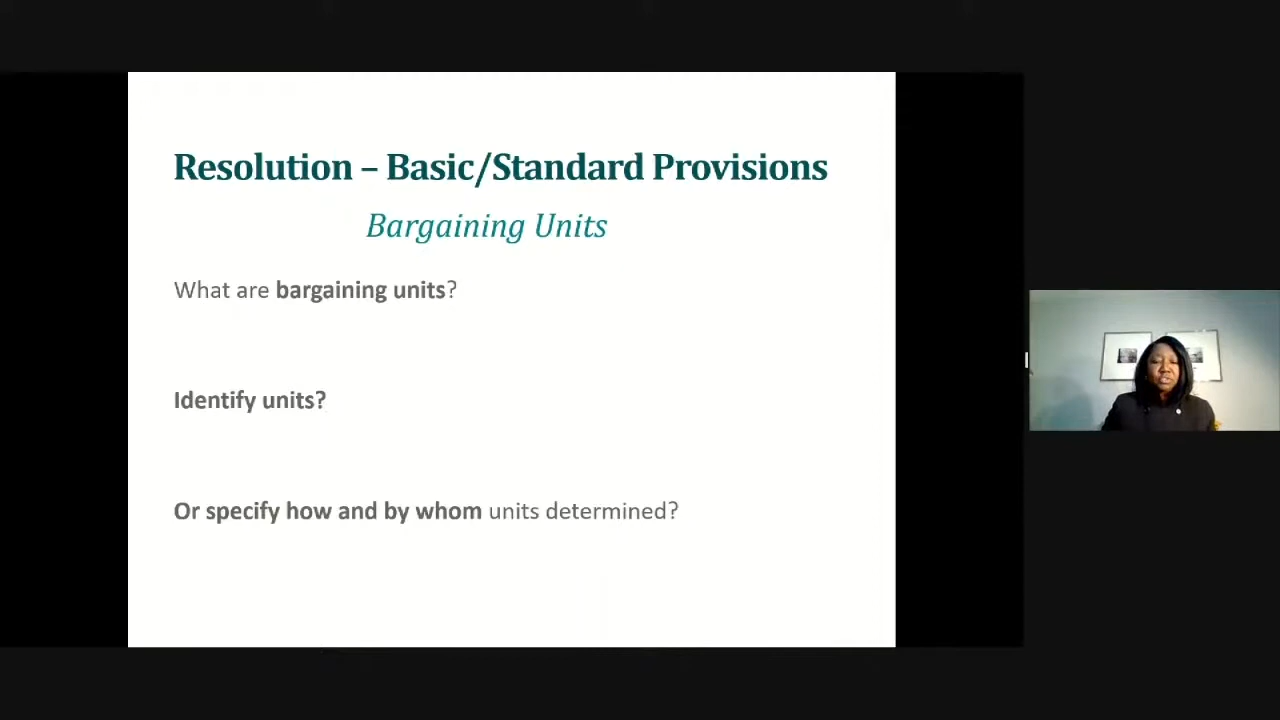 Resolution – Basic/Standard Provisions
Bargaining Units
What are bargaining units?
Identify units?
Or specify how and by whom units determined?